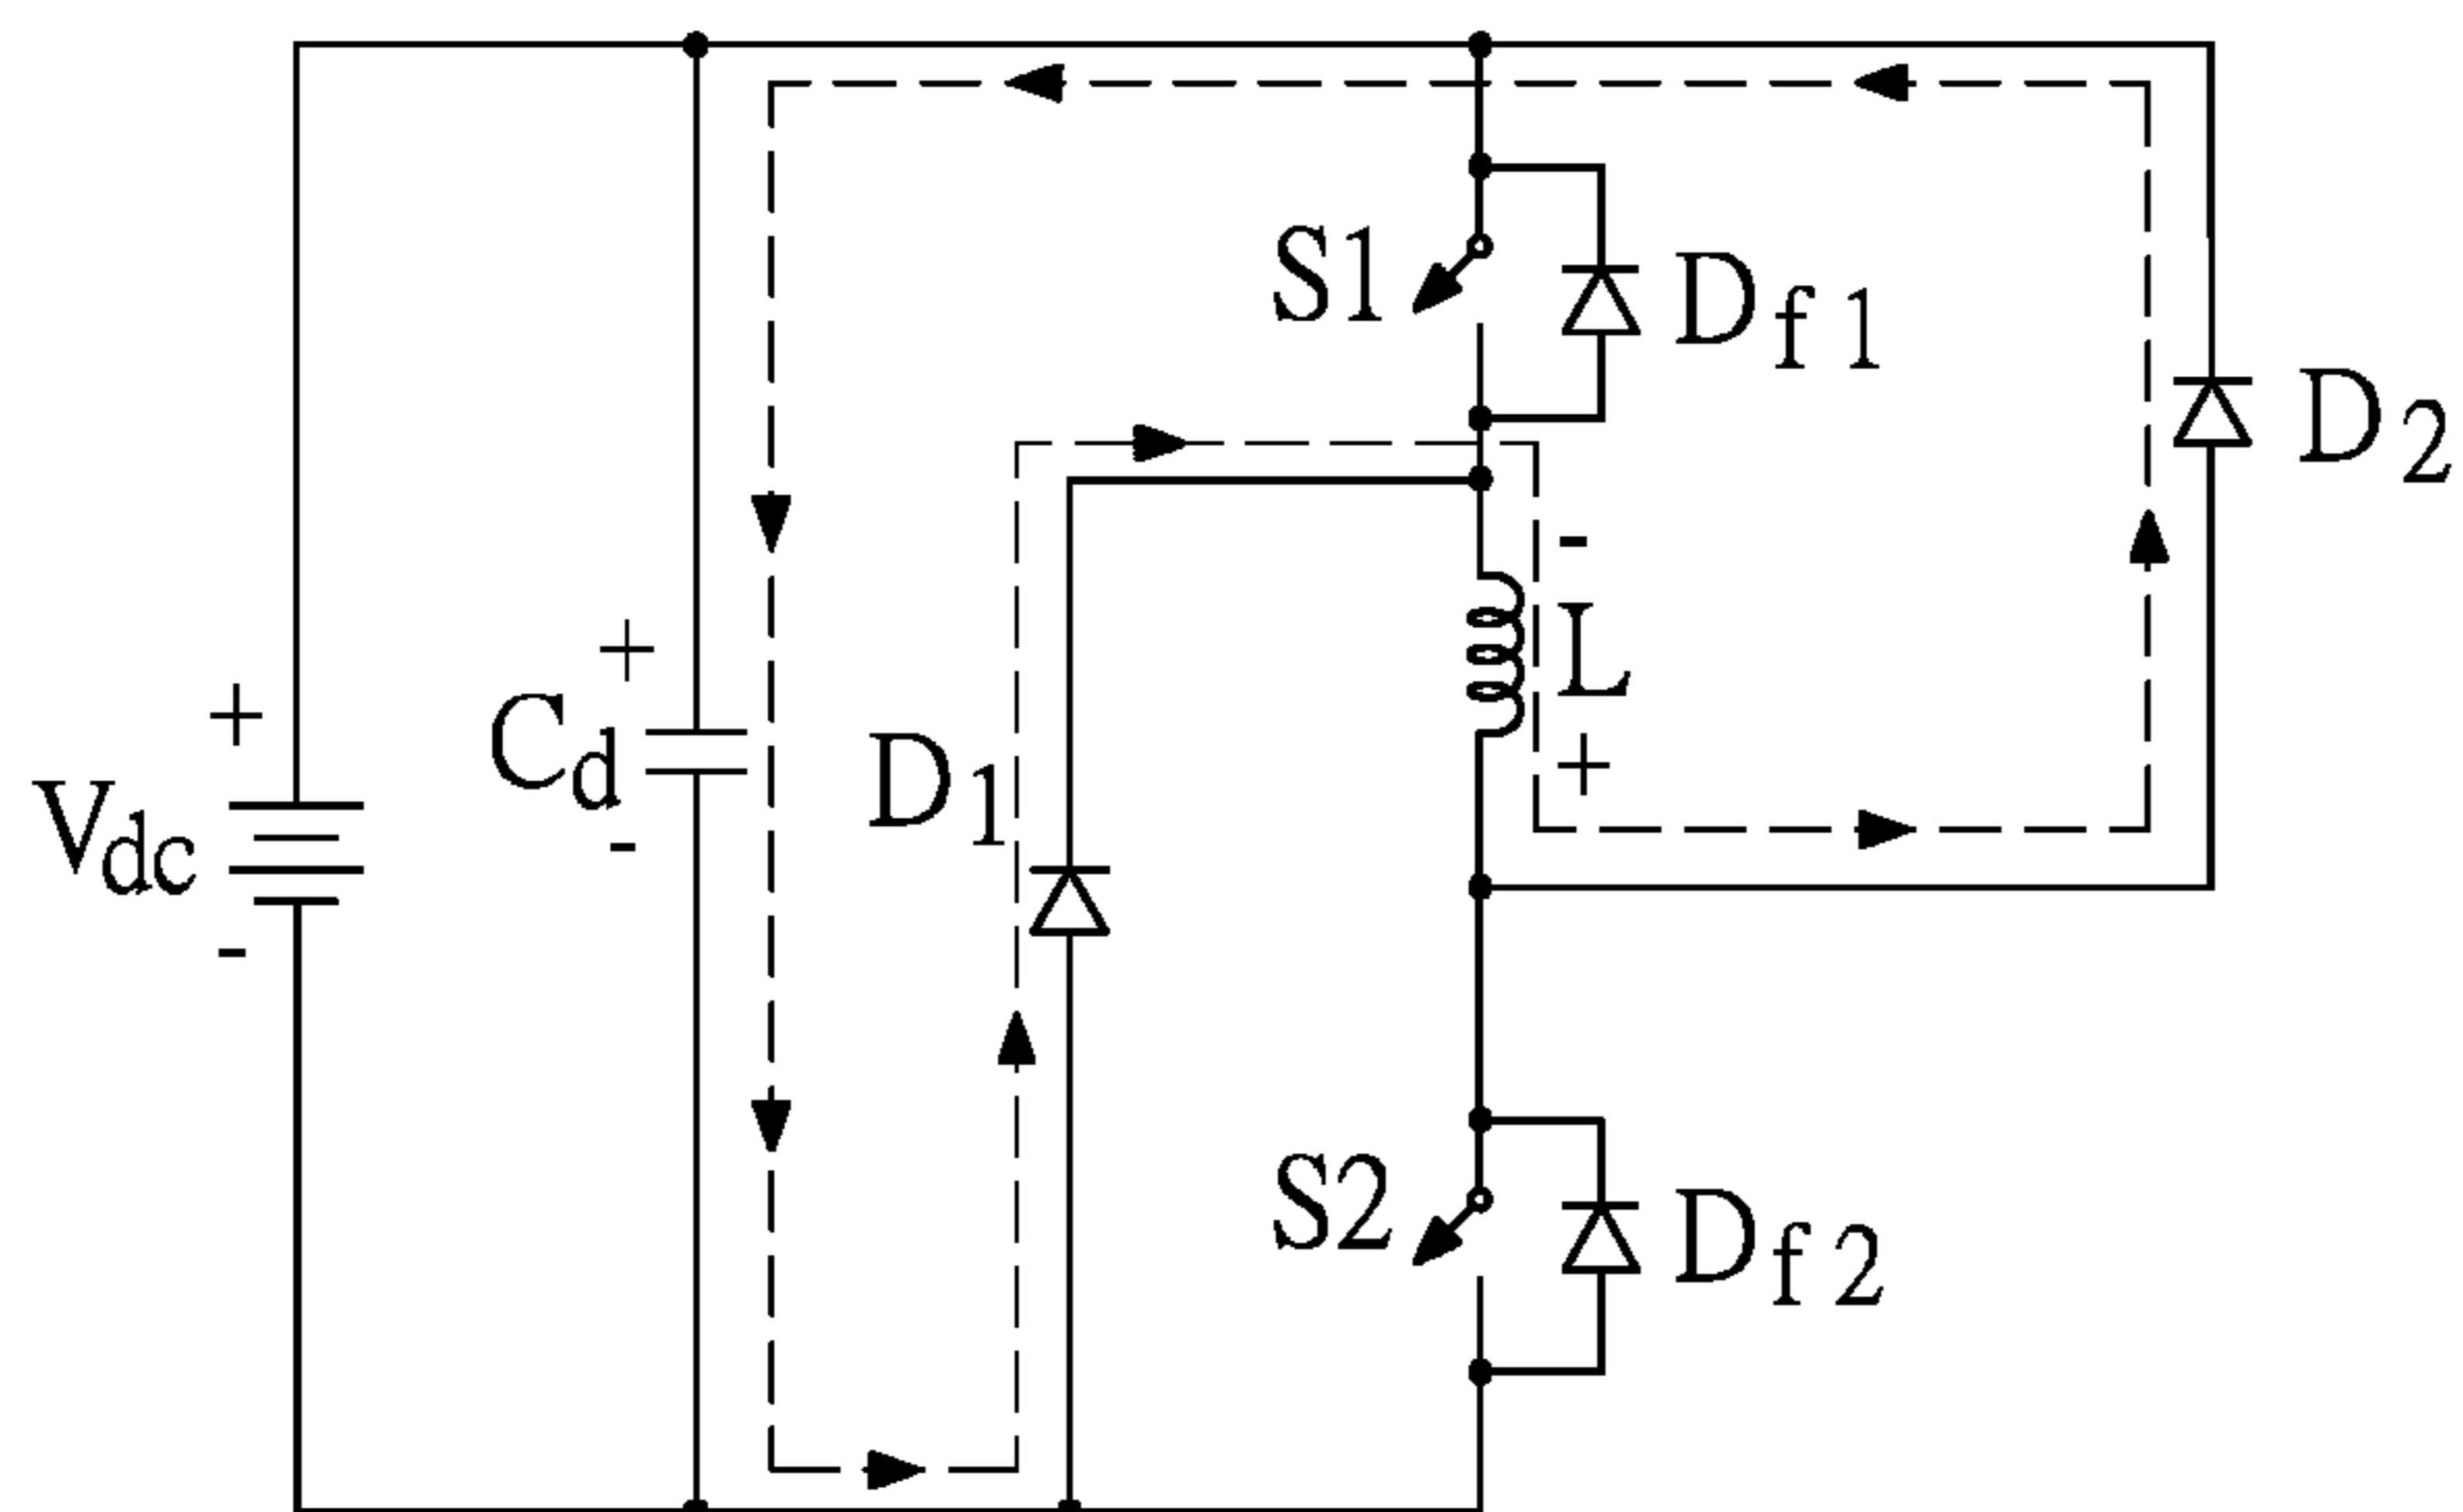 S1
Df1
D2
-
L
+
+
Cd
-
D1
+
Vdc
-
S2
Df2